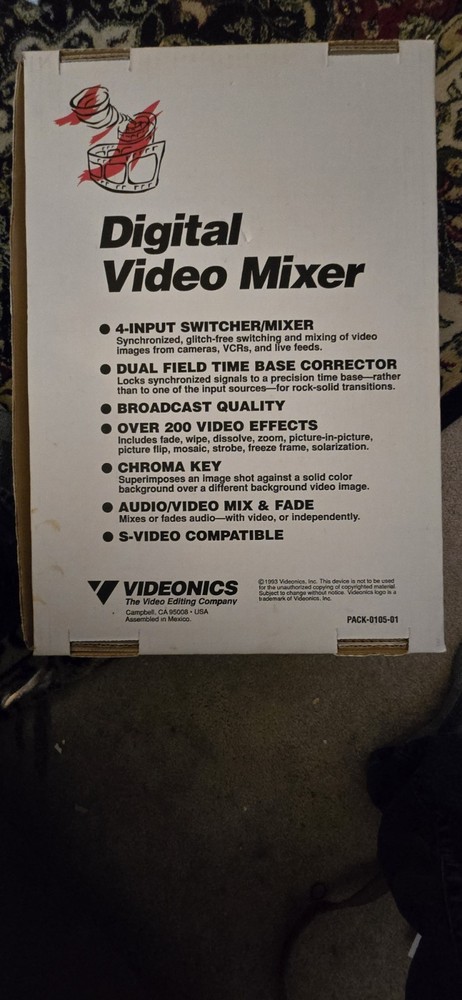 Digital
Video Mixer
● 4-INPUT SWITCHER/MIXER
Synchronized, glitch-free switching and mixing of video
images from cameras, VCRs, and live feeds.
● DUAL FIELD TIME BASE CORRECTOR
Locks synchronized signals to a precision time base—rather
than to one of the input sources—for rock-solid transitions.
● BROADCAST QUALITY
● OVER 200 VIDEO EFFECTS
Includes fade, wipe, dissolve, zoom, picture-in-picture,
picture flip, mosaic, strobe, freeze frame, solarization.
● CHROMA KEY
Superimposes an image shot against a solid color
background over a different background video image.
● AUDIO/VIDEO MIX & FADE
Mixes or fades audio—with video, or independently.
● S-VIDEO COMPATIBLE
VIDEONICS
The Video Editing Company
Campbell, CA 95008 • USA
Assembled in Mexico.
©1993 Videonics, Inc. This device is not to be used
for the unauthorized copying of copyrighted material.
Subject to change without notice. Videonics logo is a
trademark of Videonics, Inc.
PACK-0105-01